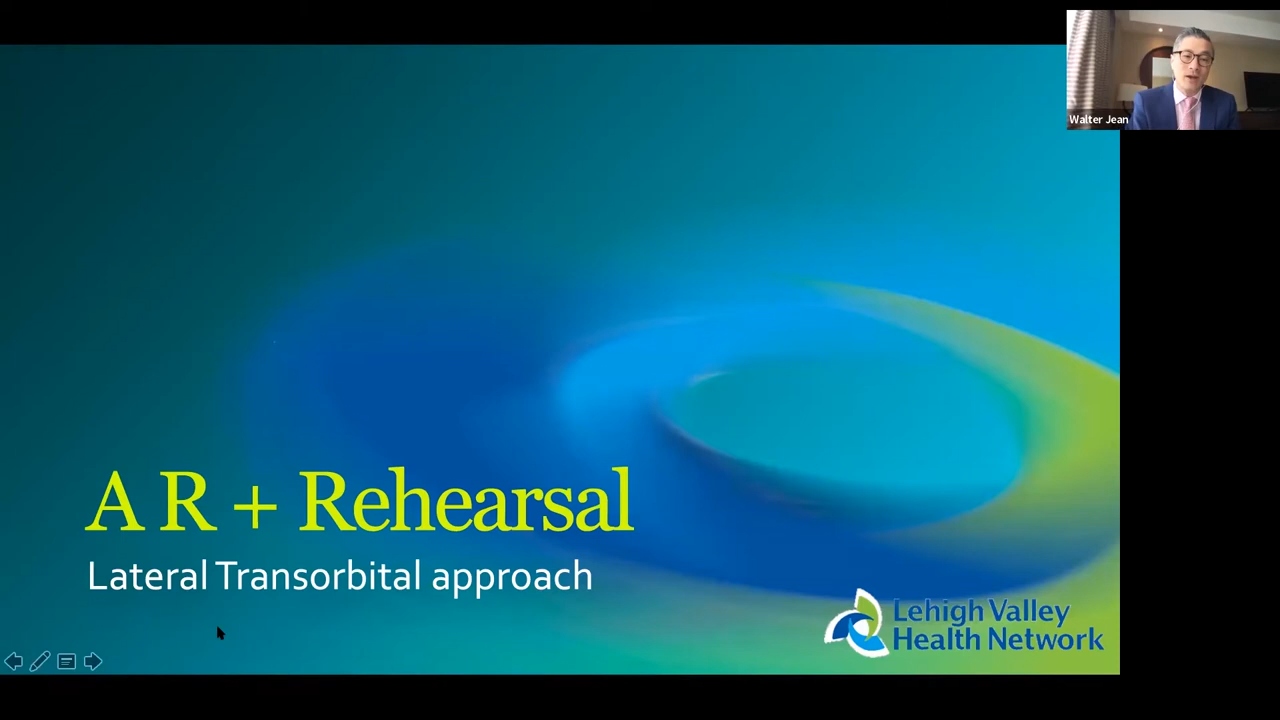 Walter Jean
A R + Rehearsal
Lateral Transorbital approach
Lehigh Valley
Health Network